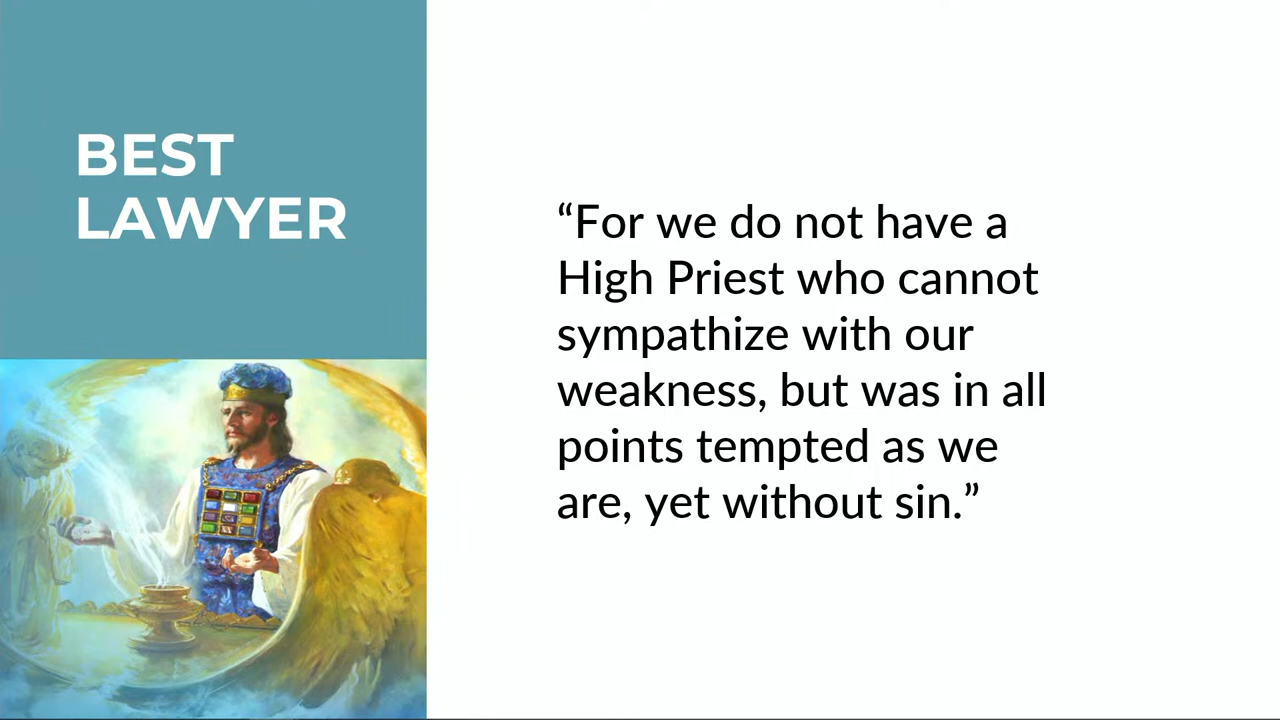 BEST
LAWYER
“For we do not have a
High Priest who cannot
sympathize with our
weakness, but was in all
points tempted as we
are, yet without sin.”